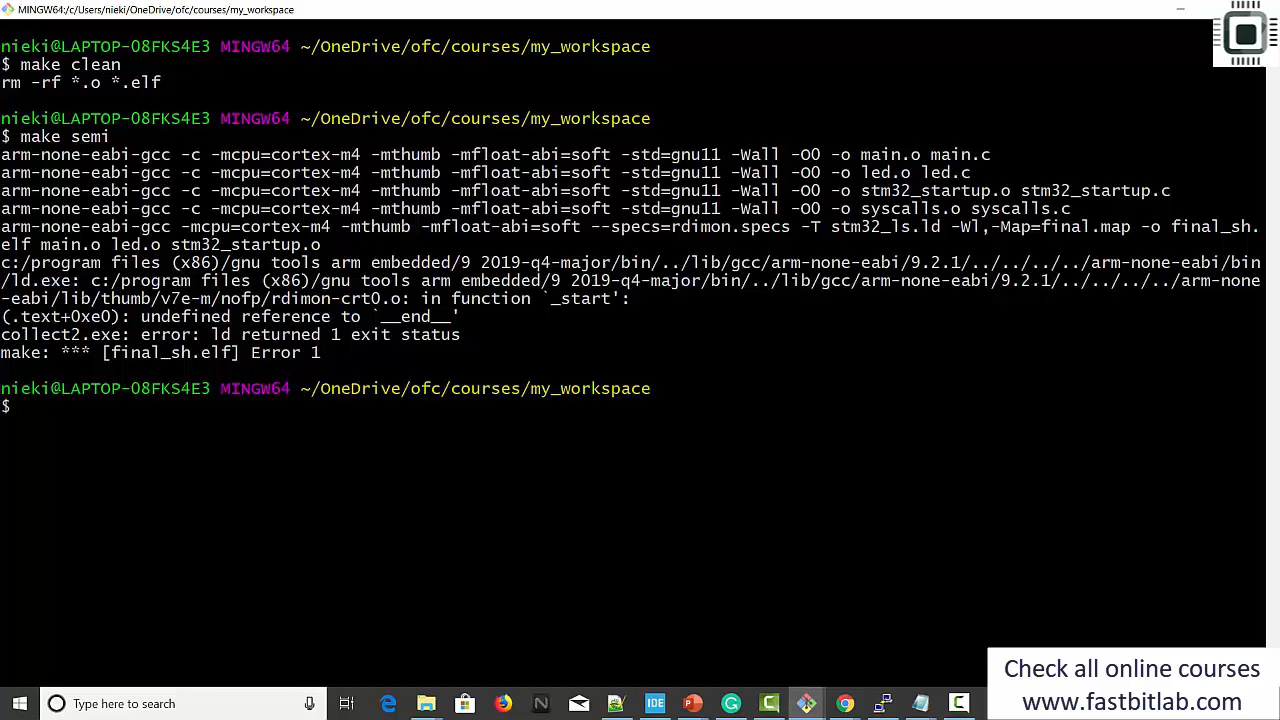 MINGW64:/c/Users/nieki/OneDrive/ofc/courses/my_workspace
nieki@LAPTOP-08FKS4E3 MINGW64 ~/OneDrive/ofc/courses/my_workspace
$ make clean
rm -rf *.o *.elf
nieki@LAPTOP-08FKS4E3 MINGW64 ~/OneDrive/ofc/courses/my_workspace
$ make semi
arm-none-eabi-gcc -c -mcpu=cortex-m4 -mthumb -mfloat-abi=soft -std=gnu11 -Wall -O0 -o main.o main.c
arm-none-eabi-gcc -c -mcpu=cortex-m4 -mthumb -mfloat-abi=soft -std=gnu11 -Wall -O0 -o led.o led.c
arm-none-eabi-gcc -c -mcpu=cortex-m4 -mthumb -mfloat-abi=soft -std=gnu11 -Wall -O0 -o stm32_startup.o stm32_startup.c
arm-none-eabi-gcc -c -mcpu=cortex-m4 -mthumb -mfloat-abi=soft -std=gnu11 -Wall -O0 -o syscalls.o syscalls.c
arm-none-eabi-gcc -mcpu=cortex-m4 -mthumb -mfloat-abi=soft --specs=rdimon.specs -T stm32_ls.ld -Wl,-Map=final.map -o final_sh.
elf main.o led.o stm32_startup.o
c:/program files (x86)/gnu tools arm embedded/9 2019-q4-major/bin/../lib/gcc/arm-none-eabi/9.2.1/../../../../arm-none-eabi/bin
/ld.exe: c:/program files (x86)/gnu tools arm embedded/9 2019-q4-major/bin/../lib/gcc/arm-none-eabi/9.2.1/../../../../arm-none
-eabi/lib/thumb/v7e-m/nofp/rdimon-crt0.o: in function `_start':
(.text+0xe0): undefined reference to `__end__'
collect2.exe: error: ld returned 1 exit status
make: *** [final_sh.elf] Error 1
nieki@LAPTOP-08FKS4E3 MINGW64 ~/OneDrive/ofc/courses/my_workspace
$
Check all online courses
www.fastbitlab.com
Type here to search
IDE